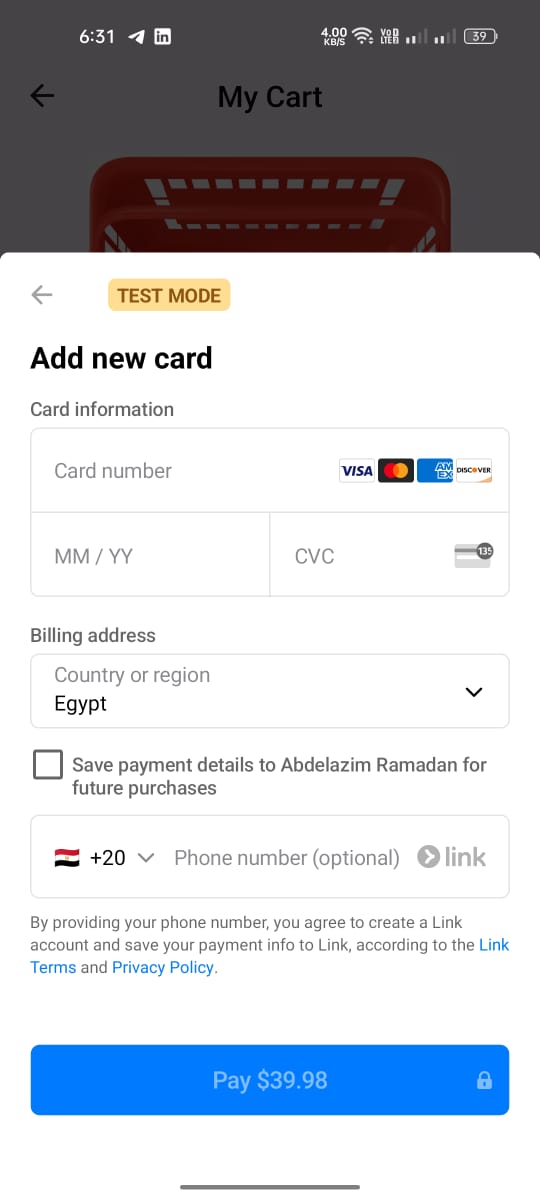 6:31
4.00
KB/S
39
My Cart
TEST MODE
Add new card
Card information
Card number
VISA
AM
EX
DISCOVER
MM / YY
CVC
135
Billing address
Country or region
Egypt
Save payment details to Abdelazim Ramadan for
future purchases
+20
Phone number (optional)
link
By providing your phone number, you agree to create a Link
account and save your payment info to Link, according to the Link
Terms and Privacy Policy.
Pay $39.98